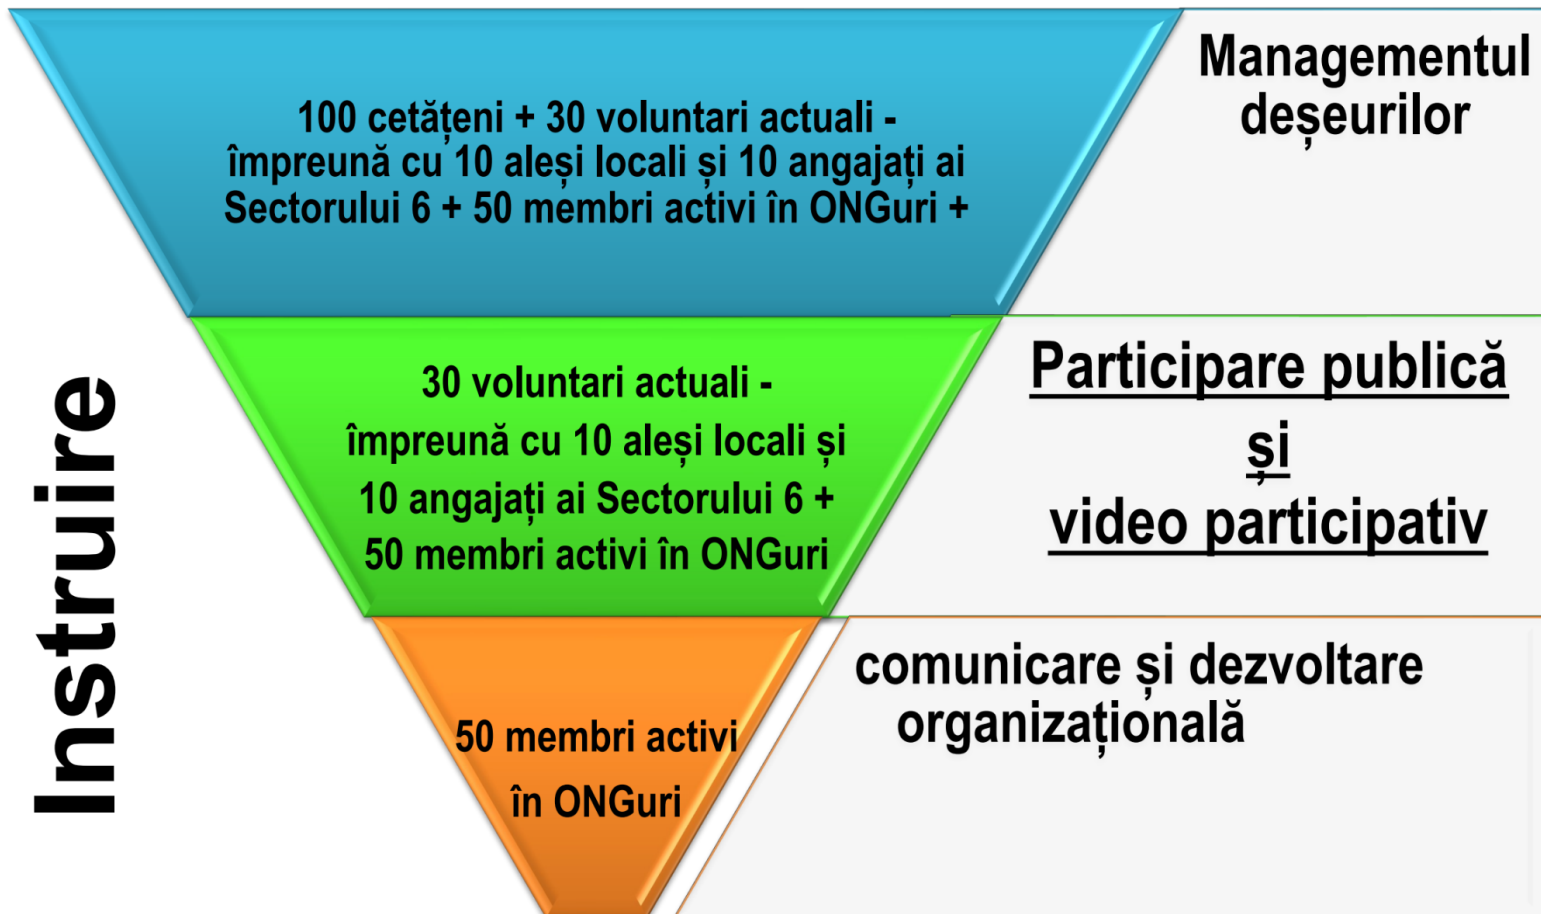 Instruire
100 cetățeni + 30 voluntari actuali -
împreună cu 10 aleși locali și 10 angajați ai
Sectorului 6 + 50 membri activi în ONGuri +
Managementul
deșeurilor
30 voluntari actuali -
împreună cu 10 aleși locali și
10 angajați ai Sectorului 6 +
50 membri activi în ONGuri
Participare publică
și
video participativ
50 membri activi
în ONGuri
comunicare și dezvoltare
organizațională